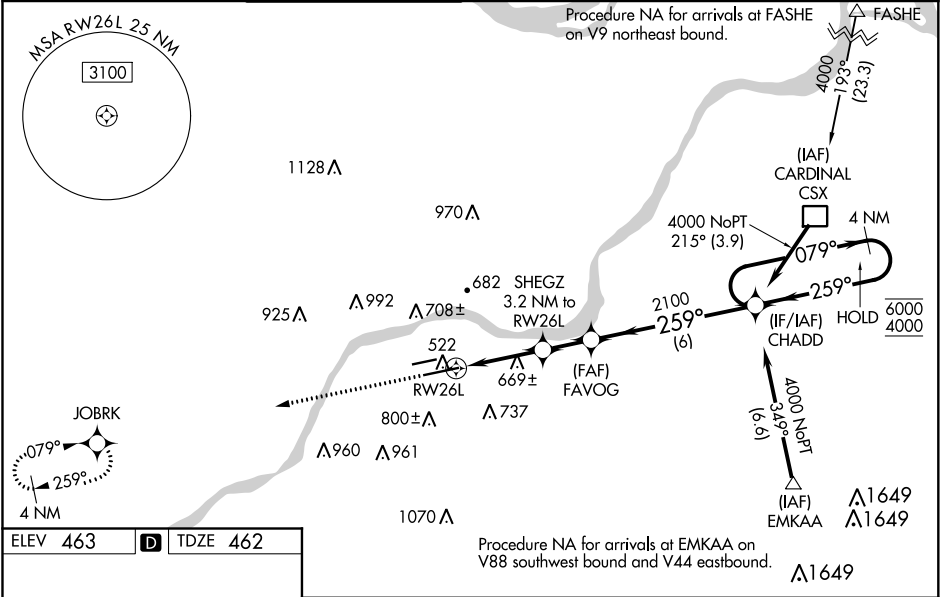 MSA RW26L 25 NM
3100
Procedure NA for arrivals at FASHE
on V9 northeast bound.
FASHE
4000
193°
(23.3)
(IAF)
CARDINAL
CSX
4000 NoPT
215° (3.9)
4 NM
079°
259°
HOLD
6000
4000
(IF/IAF)
CHADD
1128
970
682
SHEGZ
3.2 NM to
RW26L
2100
259°
(6)
925
992
708±
522
RW26L
669±
(FAF)
FAVOG
JOBRK
079°
259°
4 NM
800±
737
960
961
4000 NoPT
349°
(6.6)
(IAF)
EMKAA
1649
1649
1070
ELEV 463
D
TDZE 462
Procedure NA for arrivals at EMKAA on
V88 southwest bound and V44 eastbound.
1649